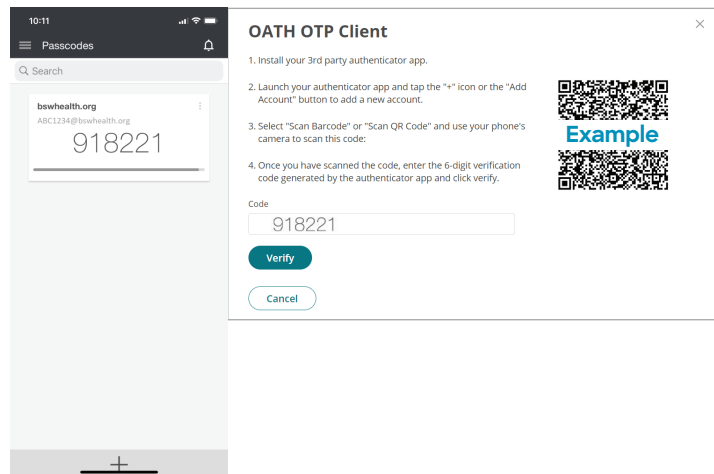 10:11
Passcodes
Search
bswhealth.org
ABC1234@bswhealth.org
918221
OATH OTP Client
1. Install your 3rd party authenticator app.
2. Launch your authenticator app and tap the "+" icon or the "Add
Account" button to add a new account.
3. Select "Scan Barcode" or "Scan QR Code" and use your phone's
camera to scan this code:
4. Once you have scanned the code, enter the 6-digit verification
code generated by the authenticator app and click verify.
Example
Code
918221
Verify
Cancel